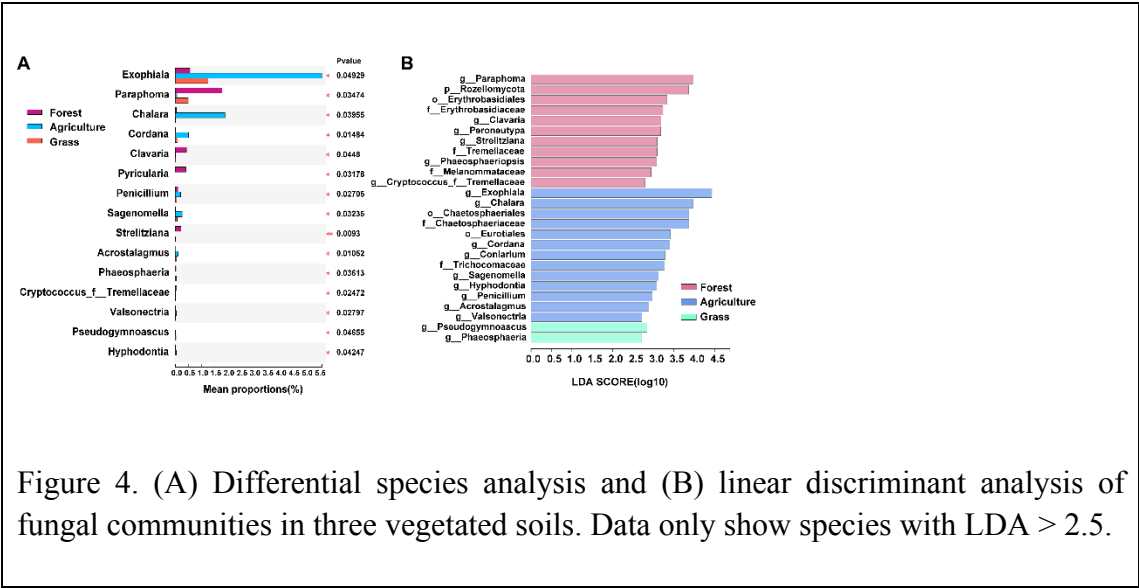 A
Pvalue
Exophiala 0.04929
Paraphoma * 0.03474
Chalara * 0.03955
Cordana * 0.01484
Clavaria * 0.0448
Pyricularia * 0.03178
Penicillium * 0.02705
Sagenomella * 0.03235
Strelitziana ** 0.0093
Acrostalagmus * 0.01052
Phaeosphaeria * 0.03613
Cryptococcus_f__Tremellaceae * 0.02472
Valsonectria * 0.02797
Pseudogymnoascus * 0.04655
Hyphodontia * 0.04247
Forest
Agriculture
Grass
0.0 0.5 1.0 1.5 2.0 2.5 3.0 3.5 4.0 4.5 5.0 5.5
Mean proportions(%)
B
g__Paraphoma
p__Rozellomycota
o__Erythrobasidiales
f__Erythrobasidiaceae
g__Clavaria
g__Peroneutypa
g__Strelitziana
f__Tremellaceae
g__Phaeosphaeriopsis
f__Melanommataceae
g__Cryptococcus_f__Tremellaceae
g__Exophiala
g__Chalara
o__Chaetosphaeriales
f__Chaetosphaeriaceae
o__Eurotiales
g__Cordana
g__Coniarium
f__Trichocomaceae
g__Sagenomella
g__Hyphodontia
g__Penicillium
g__Acrostalagmus
g__Valsonectria
g__Pseudogymnoascus
g__Phaeosphaeria
Forest
Agriculture
Grass
0.0 0.5 1.0 1.5 2.0 2.5 3.0 3.5 4.0 4.5
LDA SCORE(log10)
Figure 4. (A) Differential species analysis and (B) linear discriminant analysis of
fungal communities in three vegetated soils. Data only show species with LDA > 2.5.